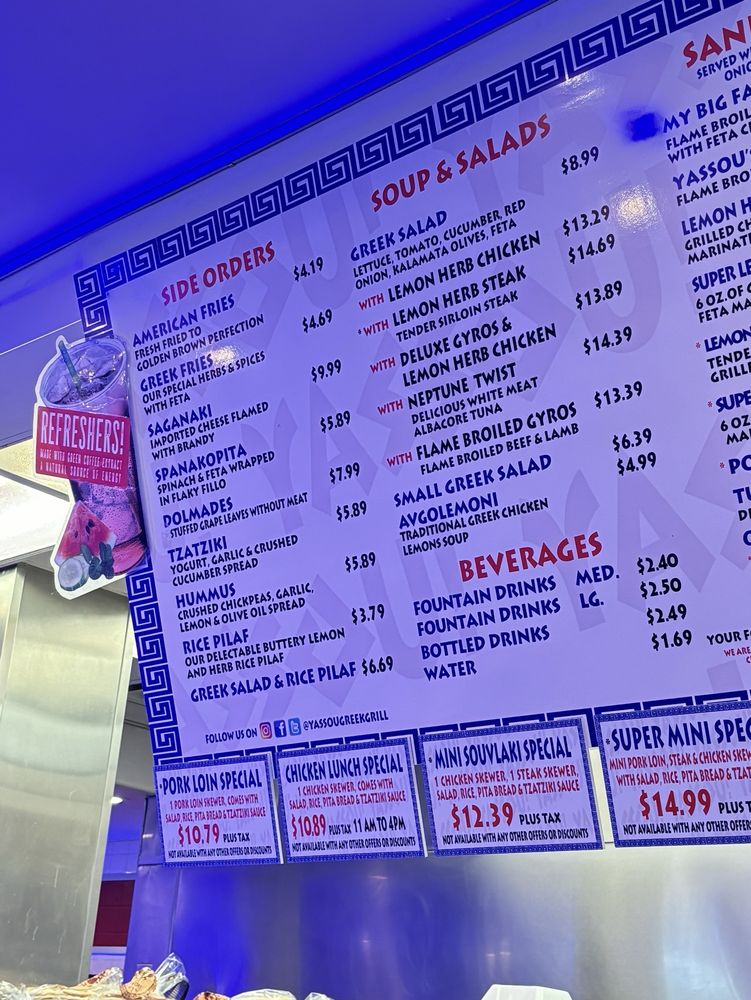 SIDE ORDERS
AMERICAN FRIES $4.19
FRESH FRIED TO
GOLDEN BROWN PERFECTION
GREEK FRIES $4.69
OUR SPECIAL HERBS & SPICES
WITH FETA
SAGANAKI $9.99
IMPORTED CHEESE FLAMED
WITH BRANDY
SPANAKOPITA $5.89
SPINACH & FETA WRAPPED
IN FLAKY FILLO
DOLMADES $7.99
STUFFED GRAPE LEAVES WITHOUT MEAT
TZATZIKI $5.89
YOGURT, GARLIC & CRUSHED
CUCUMBER SPREAD
HUMMUS $5.89
CRUSHED CHICKPEAS, GARLIC,
LEMON & OLIVE OIL SPREAD
RICE PILAF $3.79
OUR DELECTABLE BUTTERY LEMON
AND HERB RICE PILAF
GREEK SALAD & RICE PILAF $6.69
FOLLOW US ON @YASSOUGREEKGRILL
REFRESHERS!
MADE WITH GREEN COFFEE EXTRACT
A NATURAL SOURCE OF ENERGY
SOUP & SALADS
GREEK SALAD $8.99
LETTUCE, TOMATO, CUCUMBER, RED
ONION, KALAMATA OLIVES, FETA
WITH LEMON HERB CHICKEN $13.29
* WITH LEMON HERB STEAK $14.69
TENDER SIRLOIN STEAK
WITH DELUXE GYROS & $13.89
LEMON HERB CHICKEN
WITH NEPTUNE TWIST $14.39
DELICIOUS WHITE MEAT
ALBACORE TUNA
WITH FLAME BROILED GYROS $13.39
FLAME BROILED BEEF & LAMB
SMALL GREEK SALAD $6.39
AVGOLEMONI $4.99
TRADITIONAL GREEK CHICKEN
LEMONS SOUP
BEVERAGES
FOUNTAIN DRINKS MED. $2.40
FOUNTAIN DRINKS LG. $2.50
BOTTLED DRINKS $2.49
WATER $1.69
SAN
SERVED W
ONIC
MY BIG FA
FLAME BROIL
WITH FETA C
YASSOU'
FLAME BRO
LEMON H
GRILLED C
MARINAT
SUPER LE
6 OZ. OF
FETA MA
* LEMON
TENDE
GRILLE
* SUPE
6 OZ
MA
* PO
YOUR F
WE ARE
* PORK LOIN SPECIAL
1 PORK LOIN SKEWER, COMES WITH
SALAD, RICE, PITA BREAD & TZATZIKI SAUCE
$10.79 PLUS TAX
NOT AVAILABLE WITH ANY OTHER OFFERS OR DISCOUNTS
CHICKEN LUNCH SPECIAL
1 CHICKEN SKEWER, COMES WITH
SALAD, RICE, PITA BREAD & TZATZIKI SAUCE
$10.89 PLUS TAX 11 AM TO 4PM
NOT AVAILABLE WITH ANY OTHER OFFERS OR DISCOUNTS
* MINI SOUVLAKI SPECIAL
1 CHICKEN SKEWER, 1 STEAK SKEWER,
SALAD, RICE, PITA BREAD & TZATZIKI SAUCE
$12.39 PLUS TAX
NOT AVAILABLE WITH ANY OTHER OFFERS OR DISCOUNTS
* SUPER MINI SPEC
MINI PORK LOIN, STEAK & CHICKEN SKEW
WITH SALAD, RICE, PITA BREAD & TZAT
$14.99 PLUS T
NOT AVAILABLE WITH ANY OTHER OFFERS